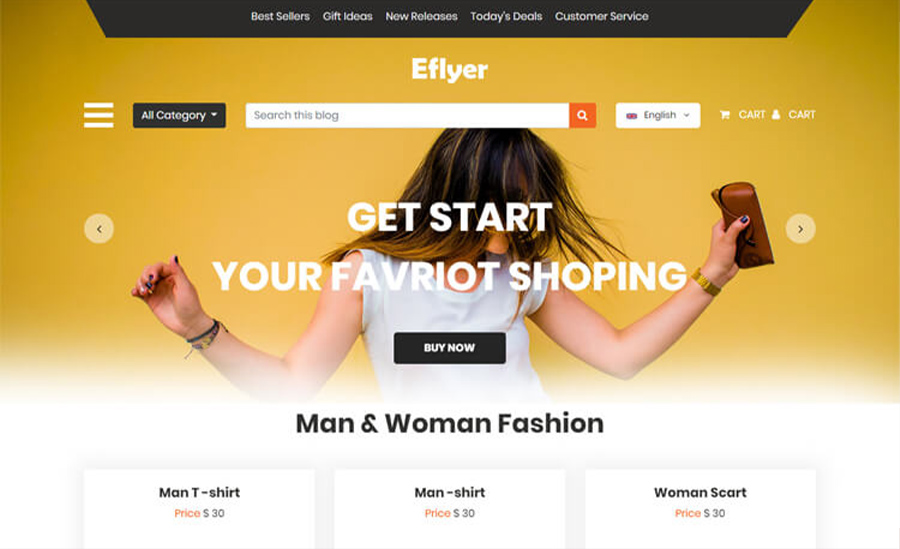 Best Sellers Gift Ideas New Releases Today's Deals Customer Service
Eflyer
All Category Search this blog English CART CART
GET START
YOUR FAVRIOT SHOPING
BUY NOW
Man & Woman Fashion
Man T -shirt Man -shirt Woman Scart
Price $ 30 Price $ 30 Price $ 30